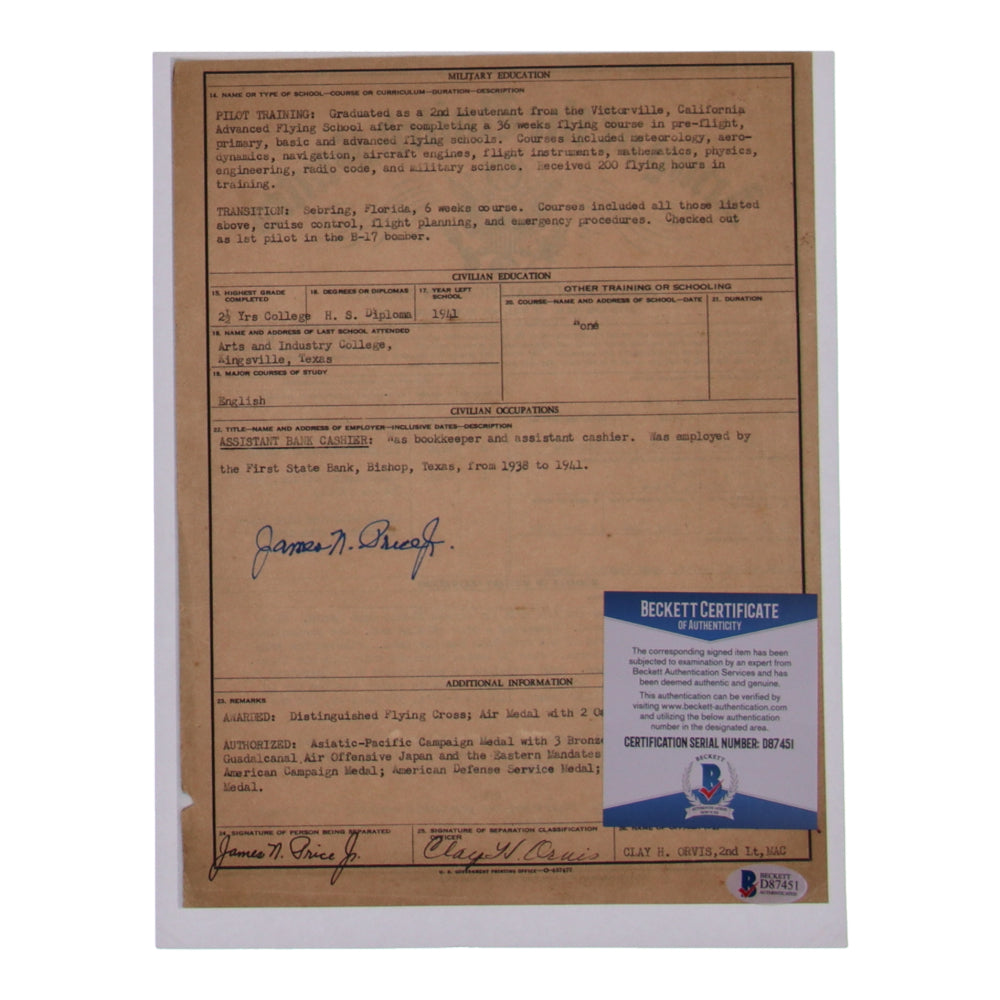 MILITARY EDUCATION
14. NAME OR TYPE OF SCHOOL—COURSE OR CURRICULUM—DURATION—DESCRIPTION
PILOT TRAINING: Graduated as a 2nd Lieutenant from the Victorville, California
Advanced Flying School after completing a 36 weeks flying course in pre-flight,
primary, basic and advanced flying schools. Courses included meteorology, aero-
dynamics, navigation, aircraft engines, flight instruments, mathematics, physics,
engineering, radio code, and military science. Received 200 flying hours in
training.
TRANSITION: Sebring, Florida, 6 weeks course. Courses included all those listed
above, cruise control, flight planning, and emergency procedures. Checked out
as 1st pilot in the B-17 bomber.
CIVILIAN EDUCATION
15. HIGHEST GRADE COMPLETED
2½ Yrs College
16. DEGREES OR DIPLOMAS
H. S. Diploma
17. YEAR LEFT SCHOOL
1941
OTHER TRAINING OR SCHOOLING
20. COURSE—NAME AND ADDRESS OF SCHOOL—DATE
None
21. DURATION
18. NAME AND ADDRESS OF LAST SCHOOL ATTENDED
Arts and Industry College,
Kingsville, Texas
19. MAJOR COURSES OF STUDY
English
CIVILIAN OCCUPATIONS
22. TITLE—NAME AND ADDRESS OF EMPLOYER—INCLUSIVE DATES—DESCRIPTION
ASSISTANT BANK CASHIER: Was bookkeeper and assistant cashier. Was employed by
the First State Bank, Bishop, Texas, from 1938 to 1941.
James N. Price Jr.
ADDITIONAL INFORMATION
23. REMARKS
AWARDED: Distinguished Flying Cross; Air Medal with 2
AUTHORIZED: Asiatic-Pacific Campaign Medal with 3 Bronze
Guadalcanal Air Offensive Japan and the Eastern Mandates
American Campaign Medal; American Defense Service Medal;
Medal.
24. SIGNATURE OF PERSON BEING SEPARATED
James N. Price Jr.
25. SIGNATURE OF SEPARATION CLASSIFICATION OFFICER
Clay H. Orvis
CLAY H. ORVIS, 2nd Lt, MAC
U. S. GOVERNMENT PRINTING OFFICE
BECKETT CERTIFICATE
OF AUTHENTICITY
The corresponding signed item has been
subjected to examination by an expert from
Beckett Authentication Services and has
been deemed authentic and genuine.
This authentication can be verified by
visiting www.beckett-authentication.com
and utilizing the below authentication
number in the designated area.
CERTIFICATION SERIAL NUMBER: D87451
BECKETT
B
BECKETT
D87451
AUTHENTICATED